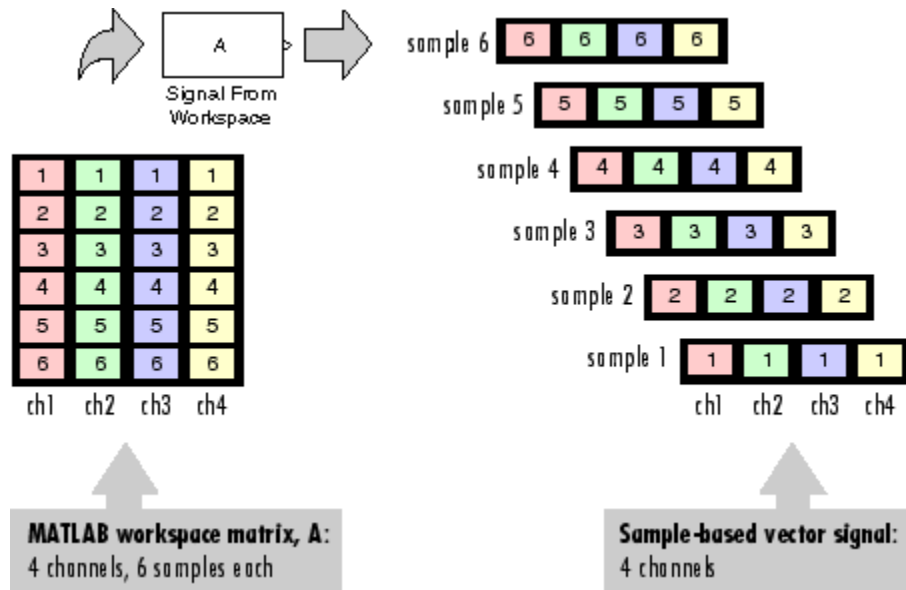 A
Signal From
Workspace
1 1 1 1
2 2 2 2
3 3 3 3
4 4 4 4
5 5 5 5
6 6 6 6
ch1 ch2 ch3 ch4
MATLAB workspace matrix, A:
4 channels, 6 samples each
sample 6 6 6 6 6
sample 5 5 5 5 5
sample 4 4 4 4 4
sample 3 3 3 3 3
sample 2 2 2 2 2
sample 1 1 1 1 1
ch1 ch2 ch3 ch4
Sample-based vector signal:
4 channels